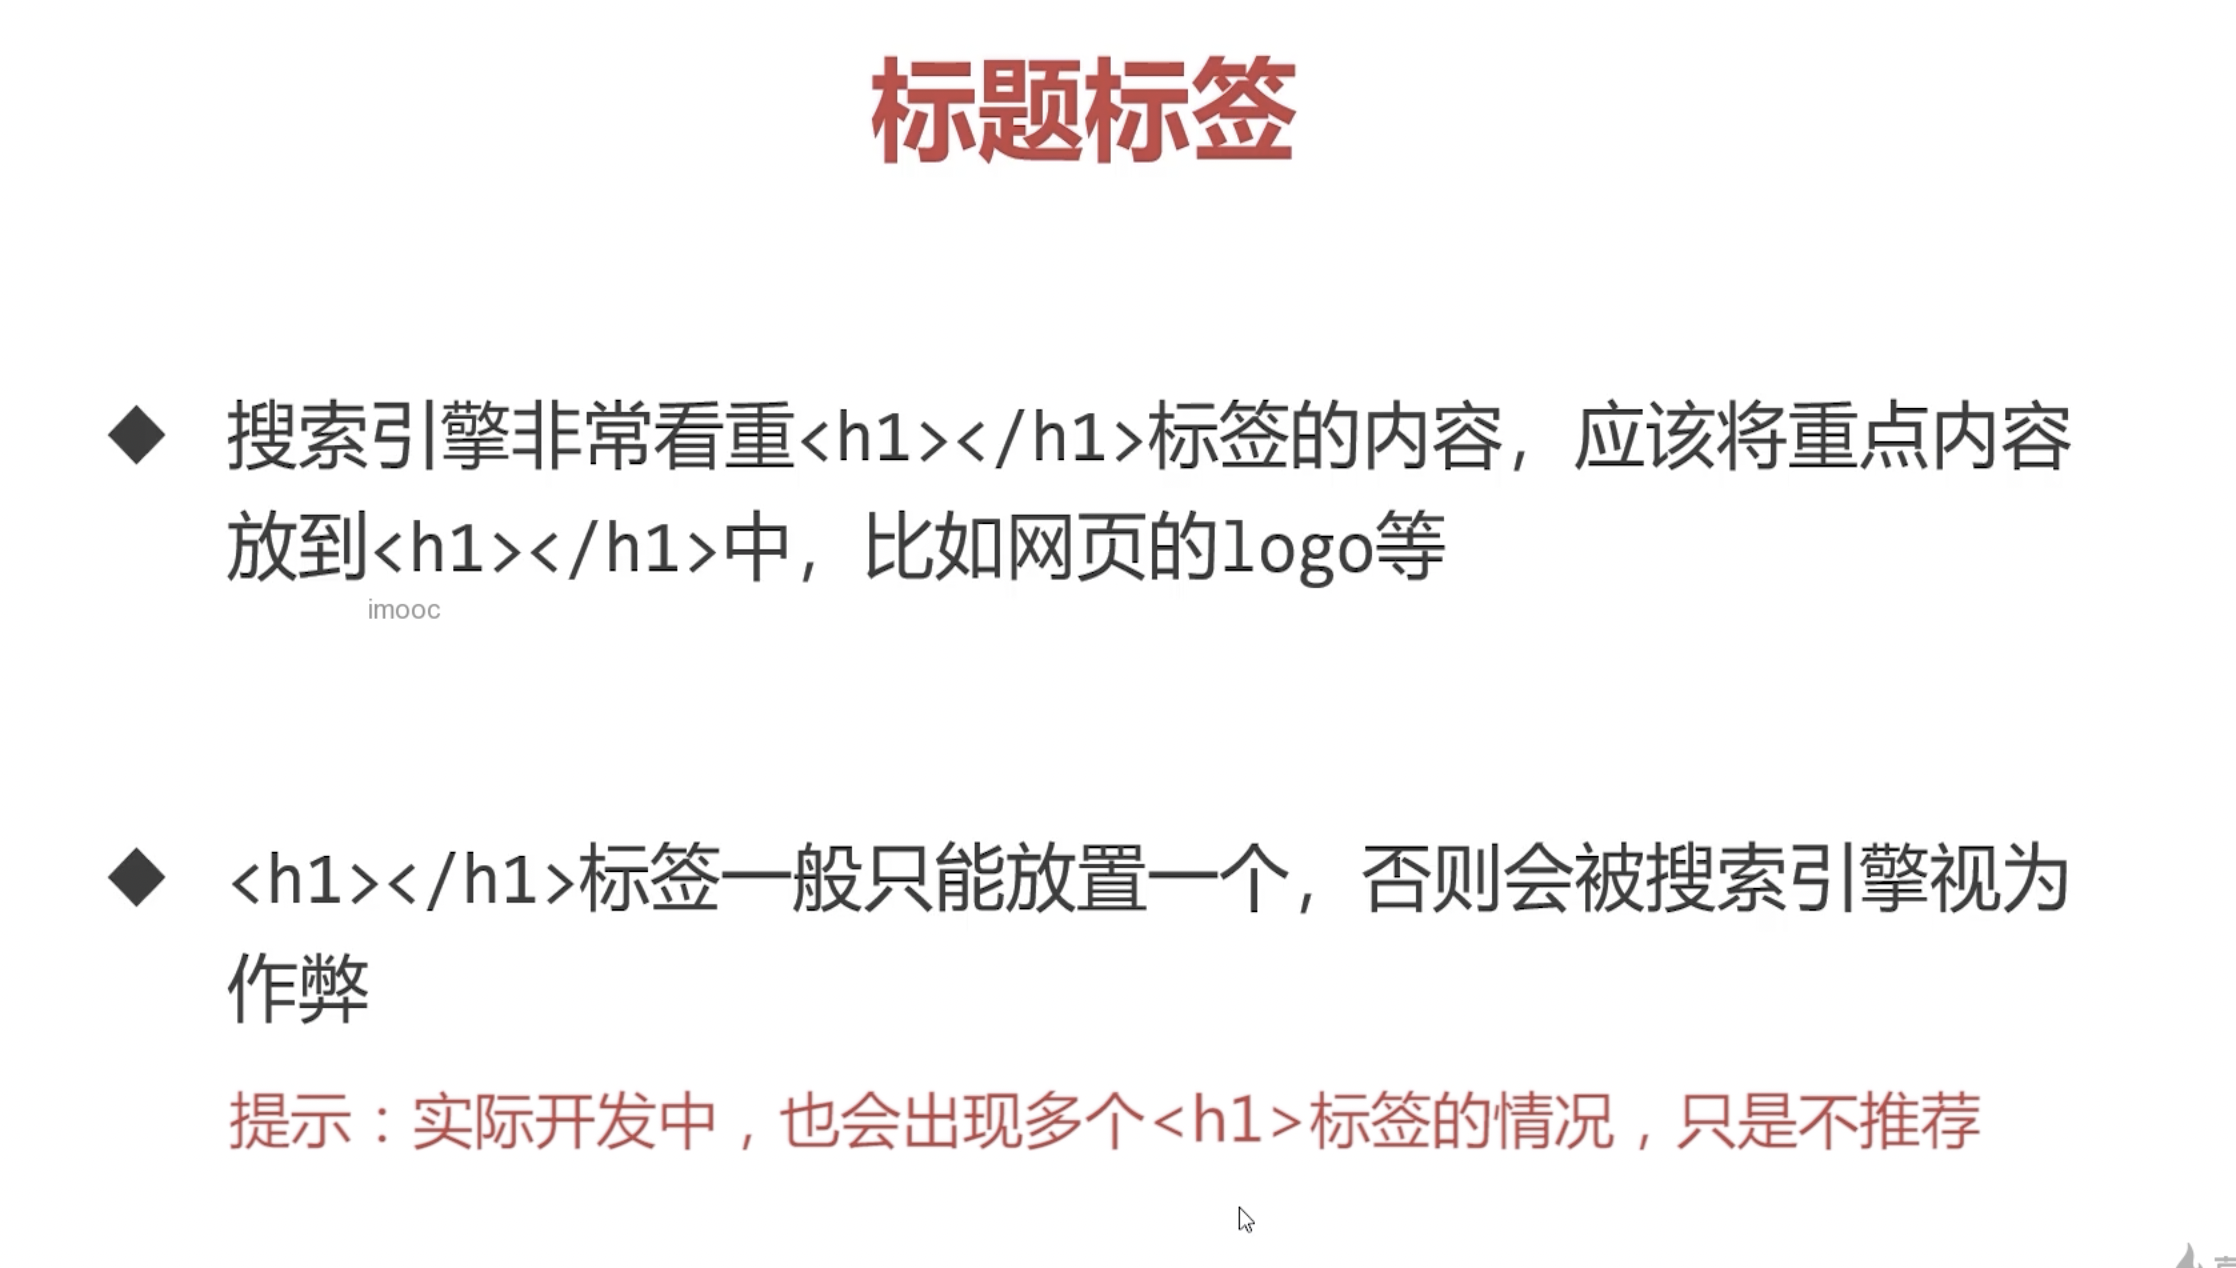 标题标签
◆ 搜索引擎非常看重<h1></h1>标签的内容，应该将重点内容
放到<h1></h1>中，比如网页的logo等
imooc
◆ <h1></h1>标签一般只能放置一个，否则会被搜索引擎视为
作弊
提示：实际开发中，也会出现多个<h1>标签的情况，只是不推荐